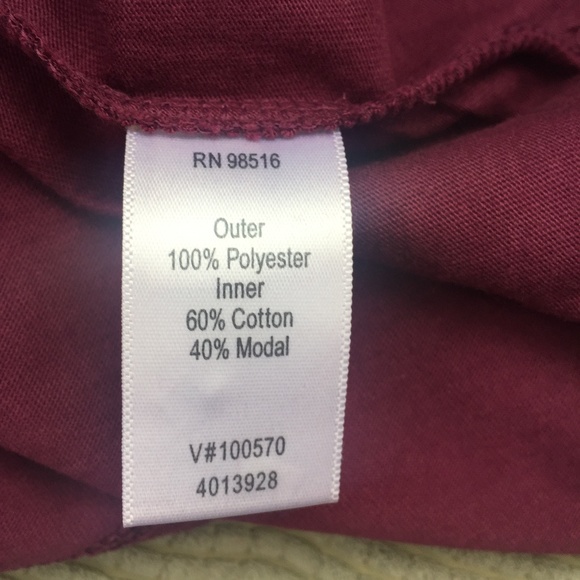 RN 98516
Outer
100% Polyester
Inner
60% Cotton
40% Modal
V#100570
4013928